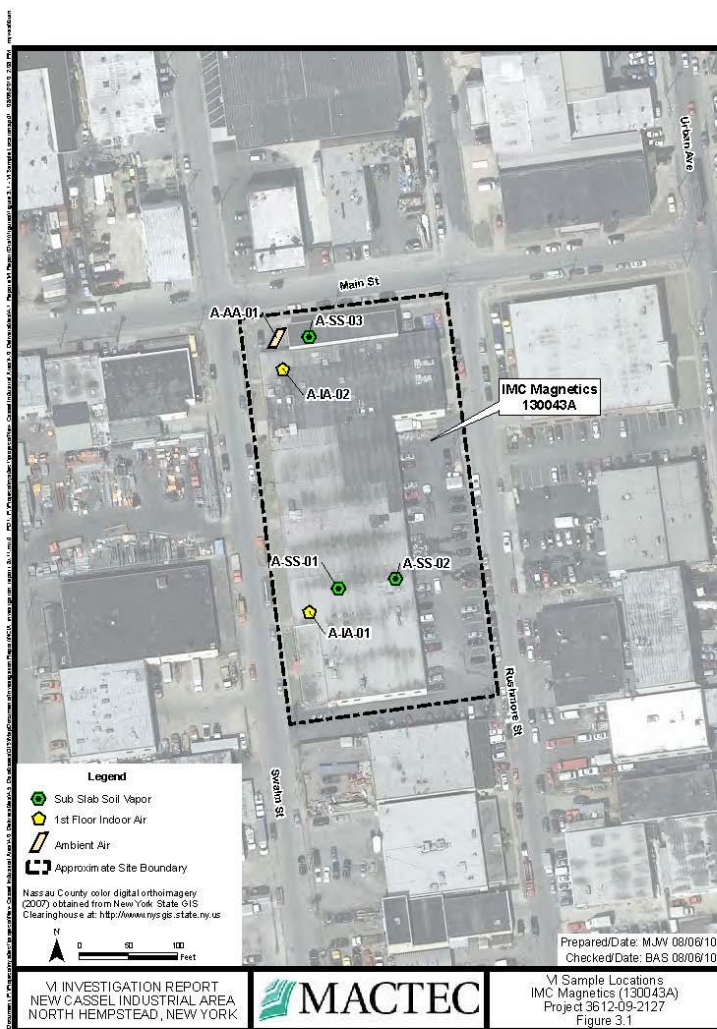 Urban Ave
Main St
A-AA-01
A-SS-03
A-IA-02
IMC Magnetics
130043A
A-SS-01
A-SS-02
A-IA-01
Rushmore St
Swalm St
Legend
Sub Slab Soil Vapor
1st Floor Indoor Air
Ambient Air
Approximate Site Boundary
Nassau County color digital orthoimagery
(2007) obtained from New York State GIS
Clearinghouse at: http://www.nysgis.state.ny.us
N
0 50 100
Feet
Prepared/Date: MJW 08/06/10
Checked/Date: BAS 08/06/10
VI INVESTIGATION REPORT
NEW CASSEL INDUSTRIAL AREA
NORTH HEMPSTEAD, NEW YORK
MACTEC
VI Sample Locations
IMC Magnetics (130043A)
Project 3612-09-2127
Figure 3.1